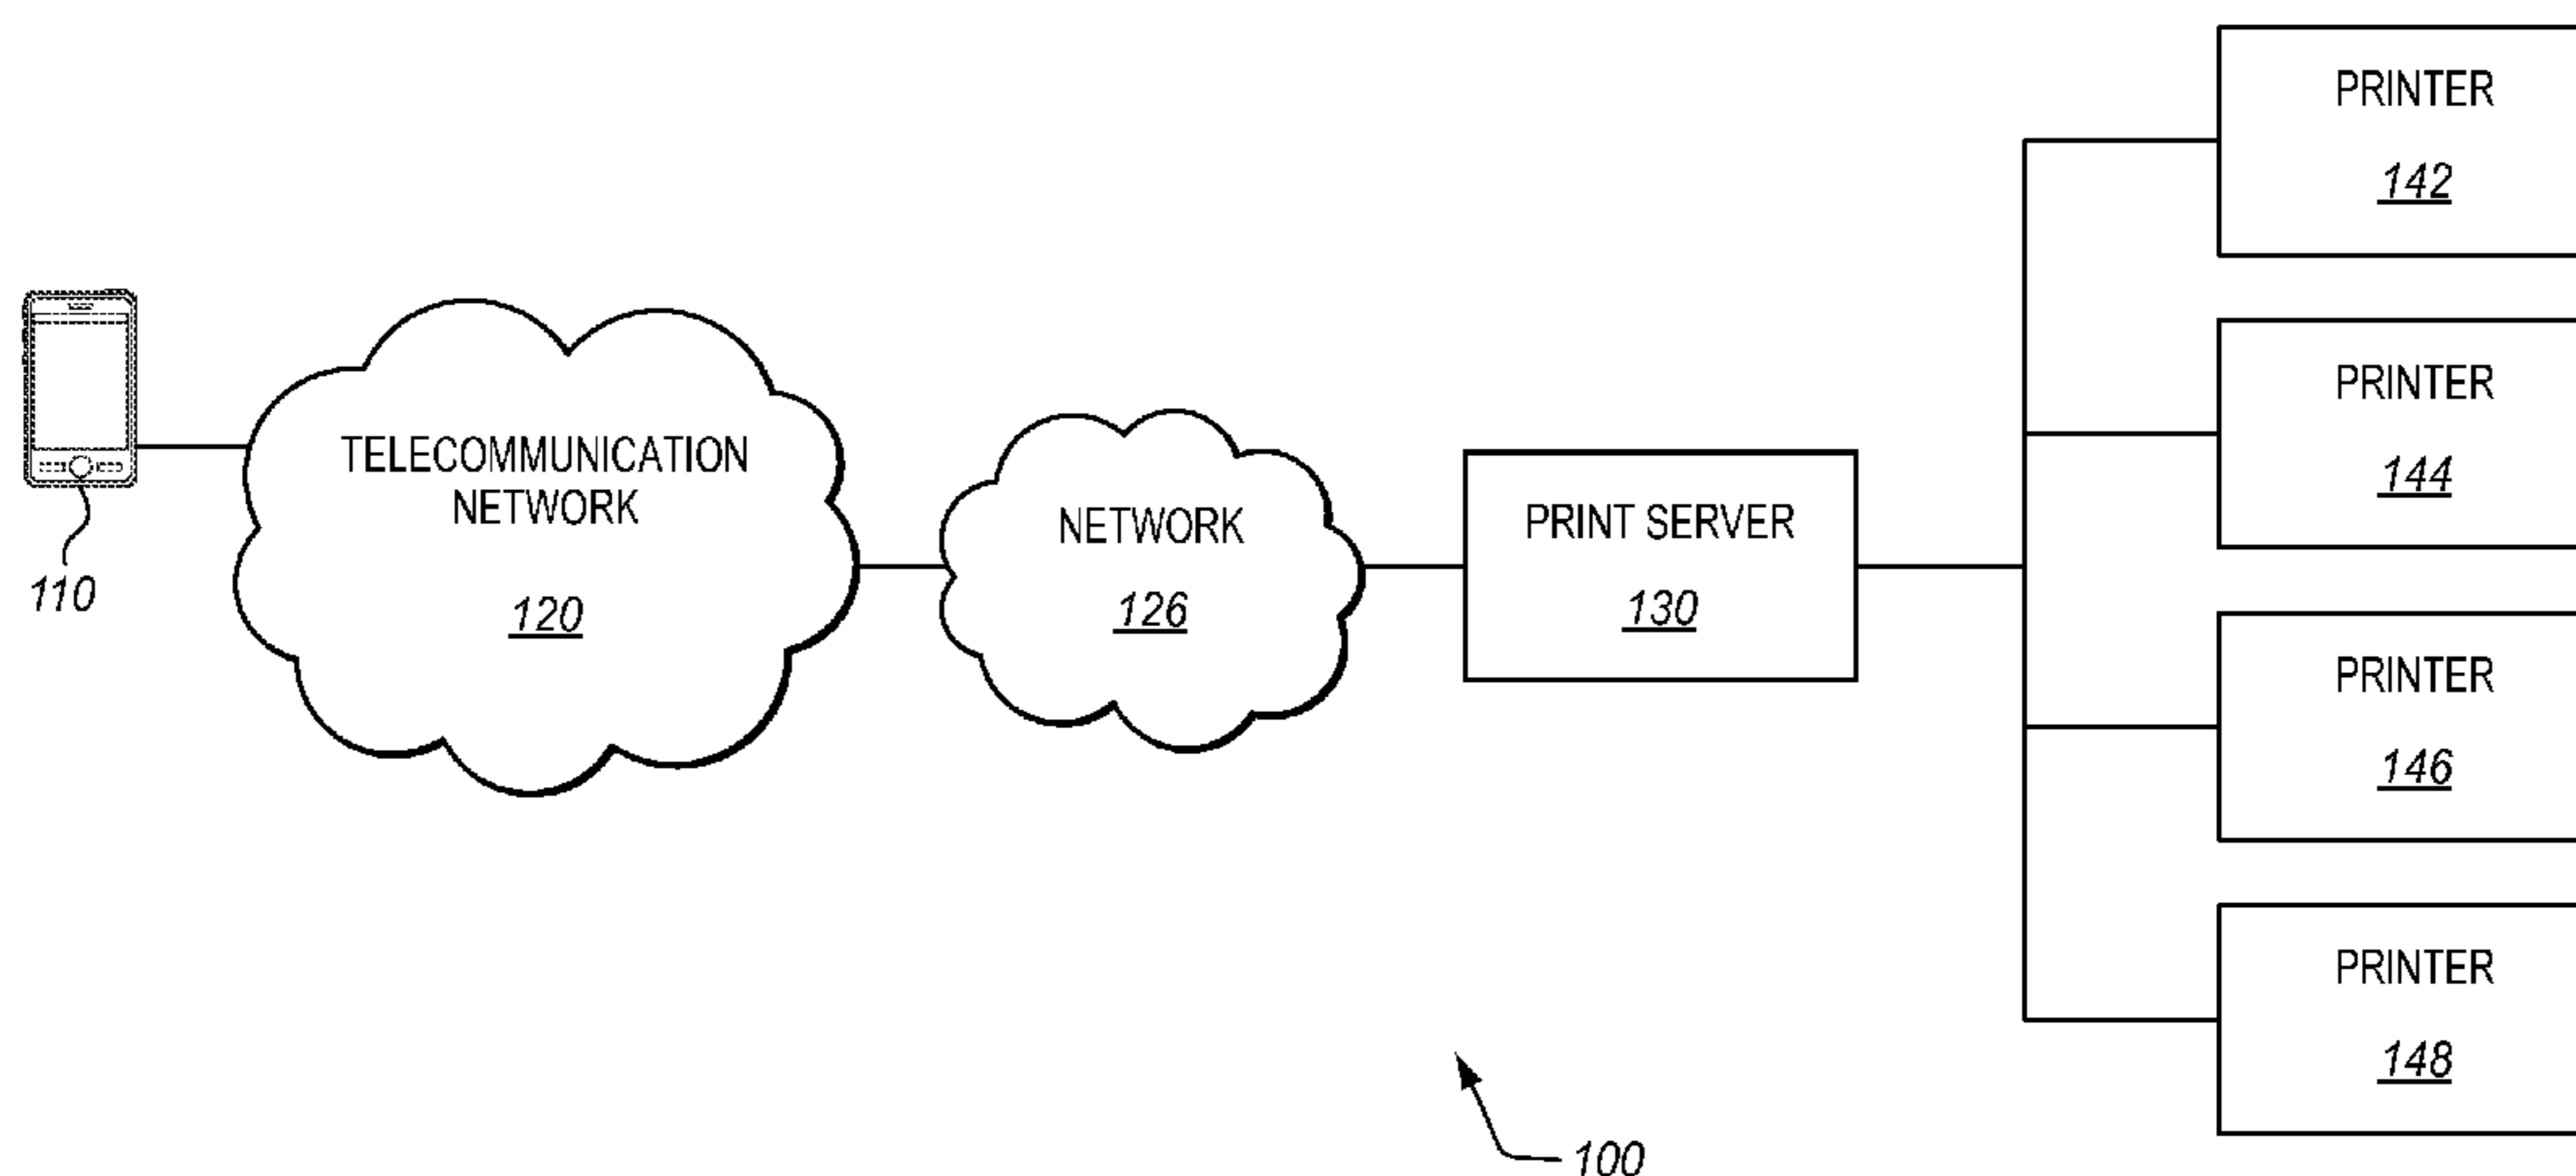 110
TELECOMMUNICATION
NETWORK
120
NETWORK
126
PRINT SERVER
130
PRINTER
142
PRINTER
144
PRINTER
146
PRINTER
148
100